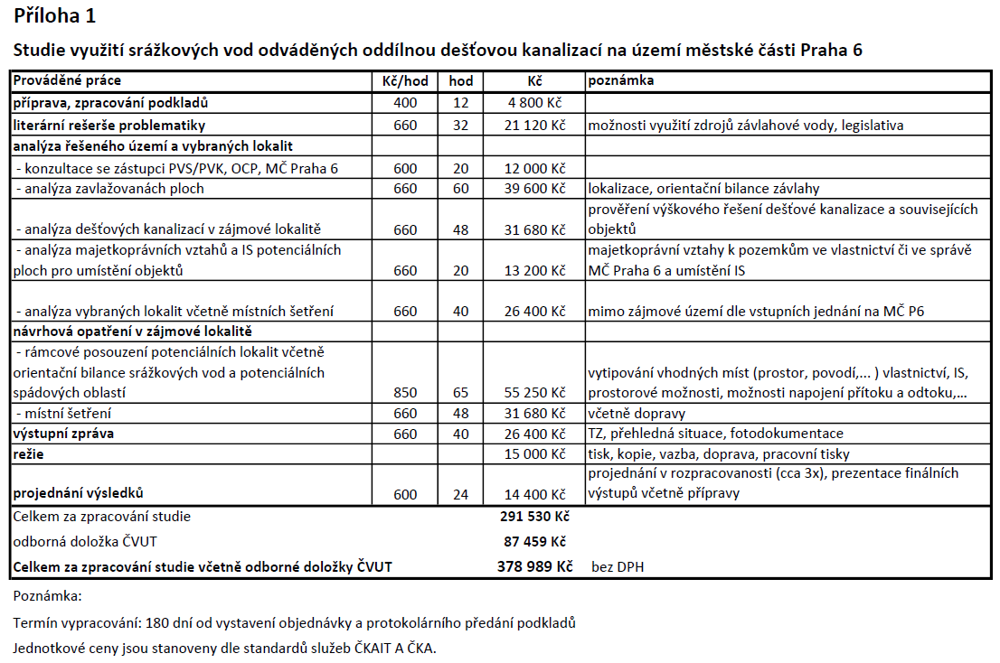 Příloha 1
Studie využití srážkových vod odváděných oddílnou dešťovou kanalizací na území městské části Praha 6
Prováděné práce Kč/hod hod Kč poznámka
příprava, zpracování podkladů 400 12 4 800 Kč
literární rešerše problematiky 660 32 21 120 Kč možnosti využití zdrojů závlahové vody, legislativa
analýza řešeného území a vybraných lokalit
- konzultace se zástupci PVS/PVK, OCP, MČ Praha 6 600 20 12 000 Kč
- analýza zavlažovanách ploch 660 60 39 600 Kč lokalizace, orientační bilance závlahy
prověření výškového řešení dešťové kanalizace a souvisejících
- analýza dešťových kanalizací v zájmové lokalitě 660 48 31 680 Kč objektů
- analýza majetkoprávních vztahů a IS potenciálních majetkoprávní vztahy k pozemkům ve vlastnictví či ve správě
ploch pro umístění objektů 660 20 13 200 Kč MČ Praha 6 a umístění IS
- analýza vybraných lokalit včetně místních šetření 660 40 26 400 Kč mimo zájmové území dle vstupních jednání na MČ P6
návrhová opatření v zájmové lokalitě
- rámcové posouzení potenciálních lokalit včetně
orientační bilance srážkových vod a potenciálních vytipování vhodných míst (prostor, povodí,... ) vlastnictví, IS,
spádových oblastí 850 65 55 250 Kč prostorové možnosti, možnosti napojení přítoku a odtoku,...
- místní šetření 660 48 31 680 Kč včetně dopravy
výstupní zpráva 660 40 26 400 Kč TZ, přehledná situace, fotodokumentace
režie 15 000 Kč tisk, kopie, vazba, doprava, pracovní tisky
projednání v rozpracovanosti (cca 3x), prezentace finálních
projednání výsledků 600 24 14 400 Kč výstupů včetně přípravy
Celkem za zpracování studie 291 530 Kč
odborná doložka ČVUT 87 459 Kč
Celkem za zpracování studie včetně odborné doložky ČVUT 378 989 Kč bez DPH
Poznámka:
Termín vypracování: 180 dní od vystavení objednávky a protokolárního předání podkladů
Jednotkové ceny jsou stanoveny dle standardů služeb ČKAIT A ČKA.